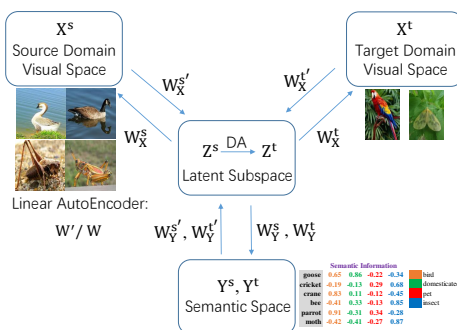 X^s
Source Domain
Visual Space
X^t
Target Domain
Visual Space
W_X^{s'}
W_X^{t'}
W_X^s
W_X^t
Z^s DA Z^t
Latent Subspace
Linear AutoEncoder:
W'/ W
W_Y^{s'}, W_Y^{t'}
W_Y^s , W_Y^t
Y^s, Y^t
Semantic Space
Semantic Information
goose 0.65 0.86 -0.22 -0.34 bird
cricket -0.19 -0.13 0.29 0.68 domesticated
crane 0.83 0.11 -0.12 -0.45 pet
bee -0.41 0.33 -0.13 0.85 insect
parrot 0.91 -0.31 0.34 -0.28
moth -0.42 -0.41 -0.27 0.87